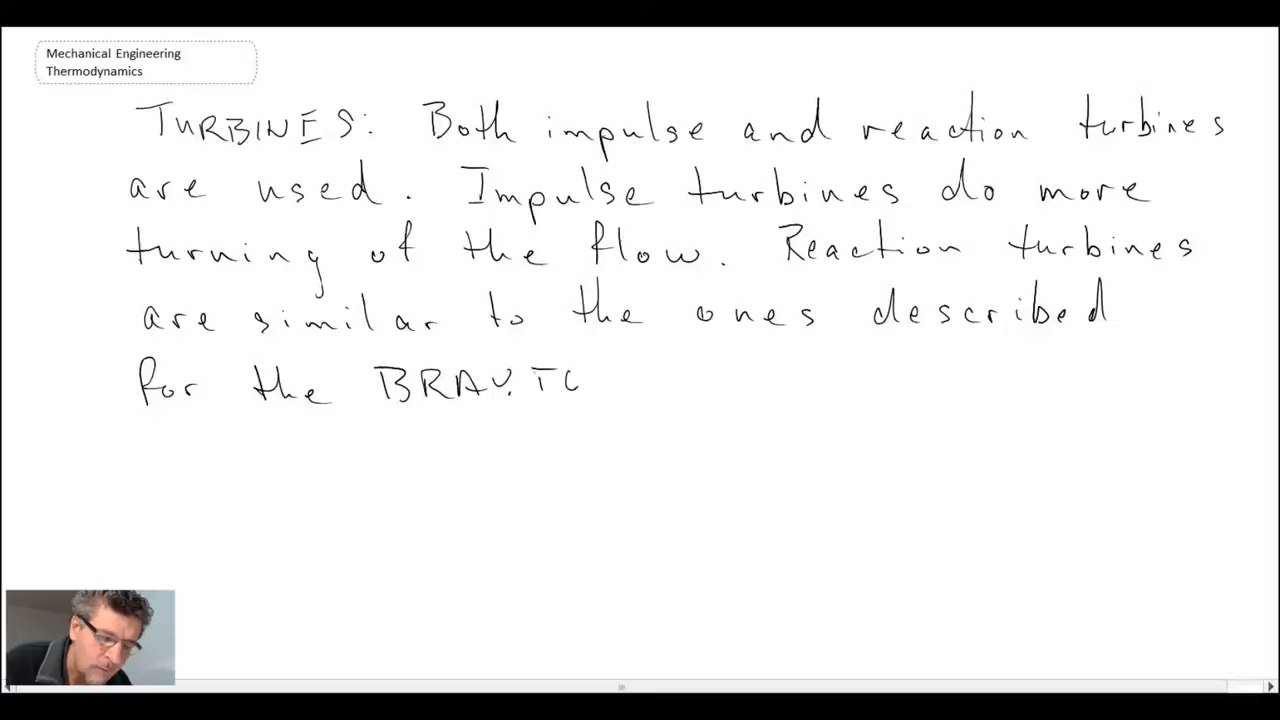 Mechanical Engineering
Thermodynamics
TURBINES: Both impulse and reaction turbines
are used. Impulse turbines do more
turning of the flow. Reaction turbines
are similar to the ones described
for the BRAYTO